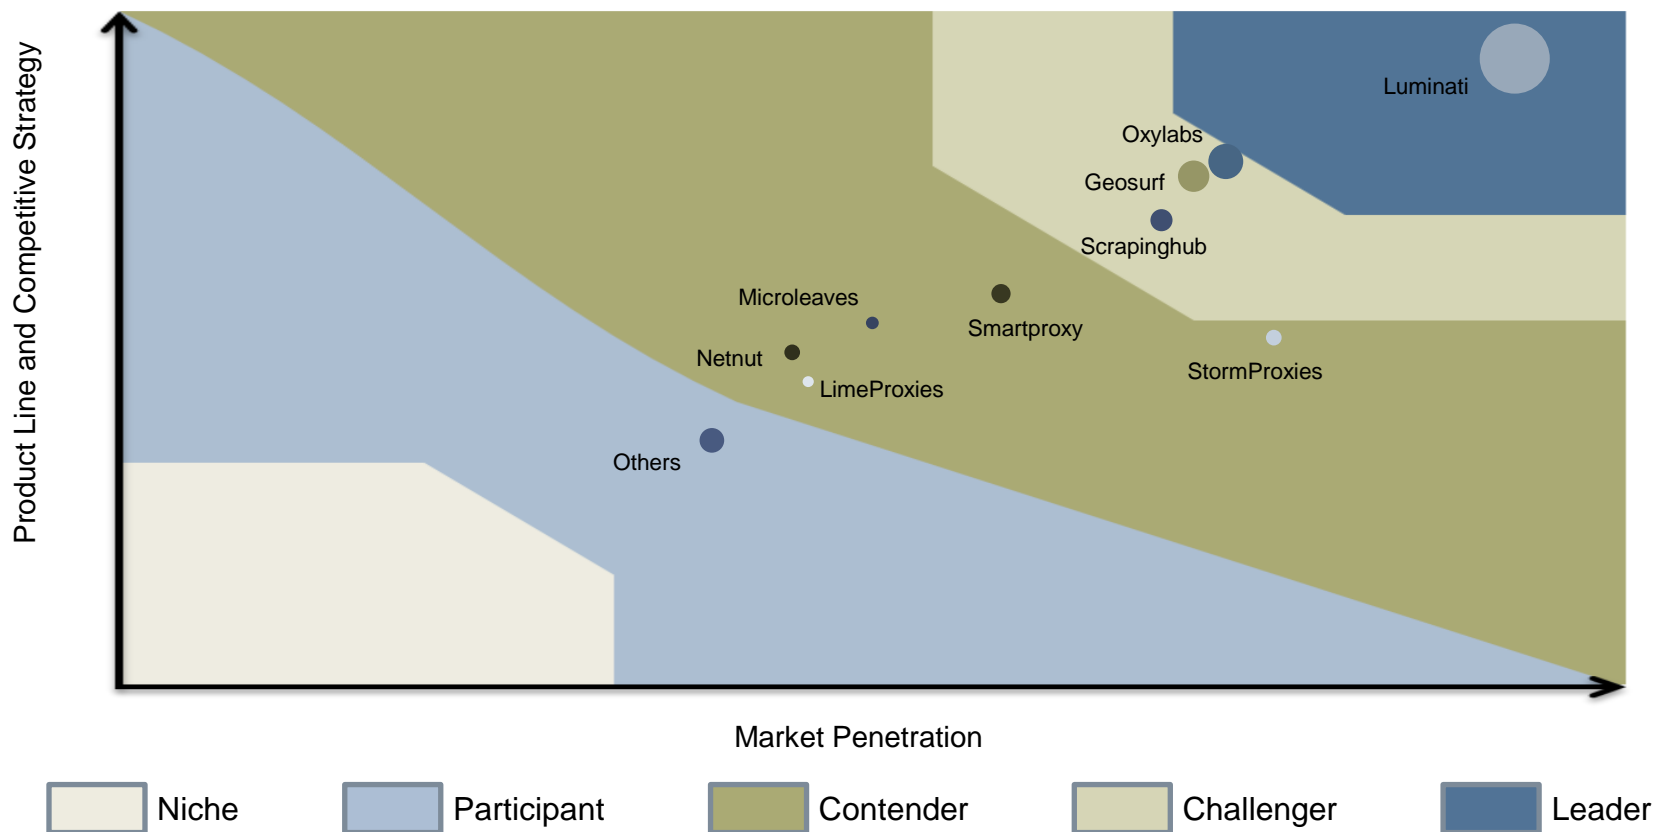 Product Line and Competitive Strategy
Luminati
Oxylabs
Geosurf
Scrapinghub
Microleaves
Smartproxy
Netnut
StormProxies
LimeProxies
Others
Market Penetration
Niche
Participant
Contender
Challenger
Leader